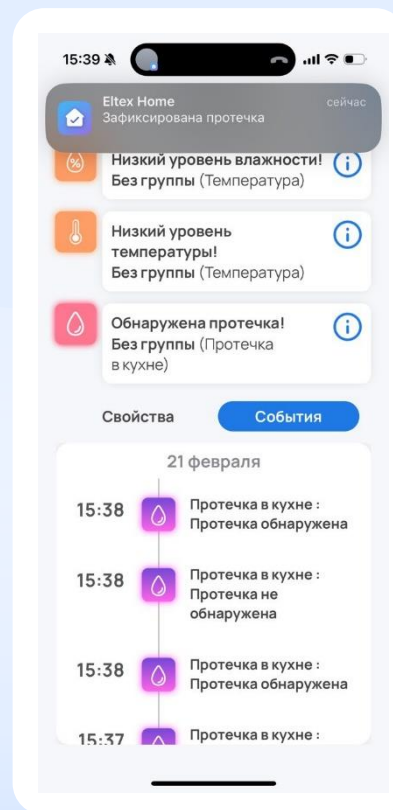 15:39
Eltex Home
сейчас
Зафиксирована протечка
Низкий уровень влажности!
Без группы (Температура)
Низкий уровень
температуры!
Без группы (Температура)
Обнаружена протечка!
Без группы (Протечка
в кухне)
Свойства
События
21 февраля
15:38
Протечка в кухне :
Протечка обнаружена
15:38
Протечка в кухне :
Протечка не
обнаружена
15:38
Протечка в кухне :
Протечка обнаружена
15:37
Протечка в кухне :